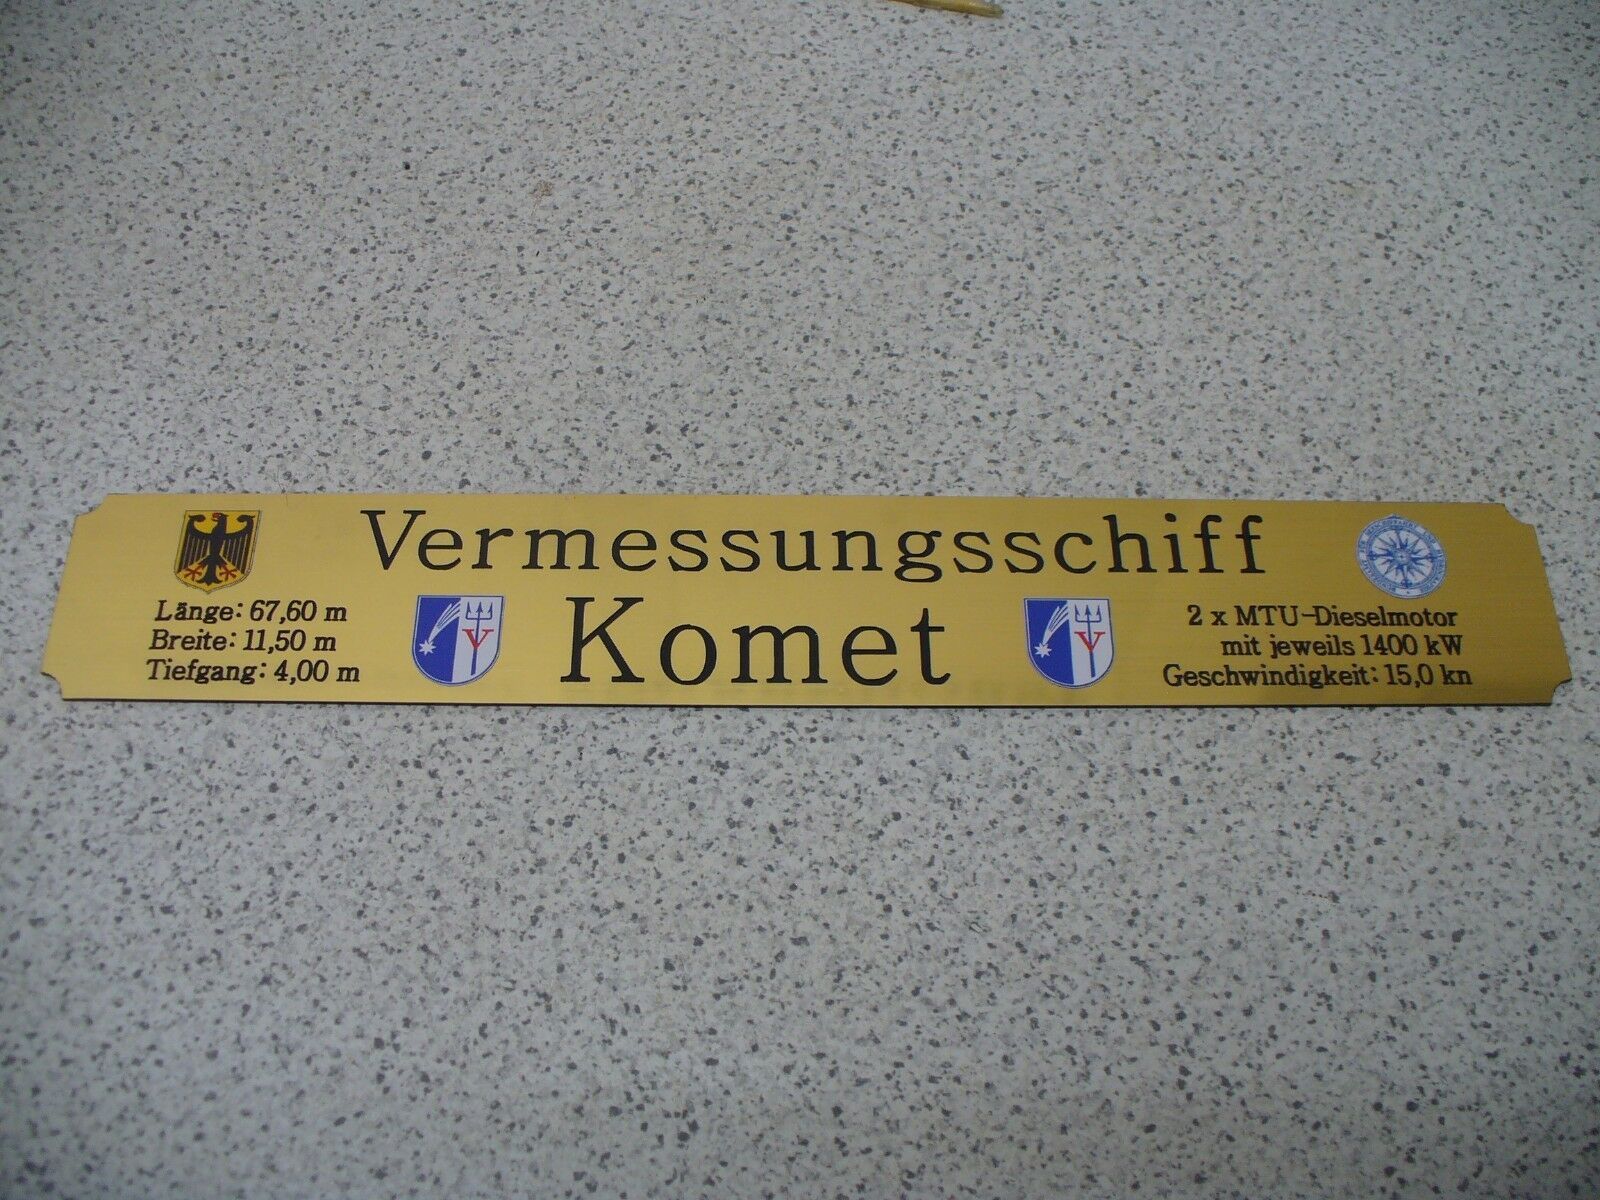 Vermessungsschiff
Komet
Länge: 67,60 m
Breite: 11,50 m
Tiefgang: 4,00 m
V
V
2 x MTU-Dieselmotor
mit jeweils 1400 kW
Geschwindigkeit: 15,0 kn